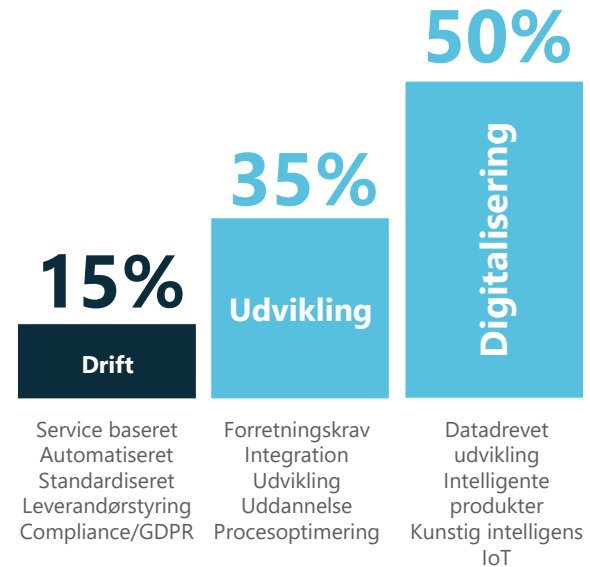 15%
Drift
Service baseret
Automatiseret
Standardiseret
Leverandørstyring
Compliance/GDPR
35%
Udvikling
Forretningskrav
Integration
Udvikling
Uddannelse
Procesoptimering
50%
Digitalisering
Datadrevet
udvikling
Intelligente
produkter
Kunstig intelligens
IoT